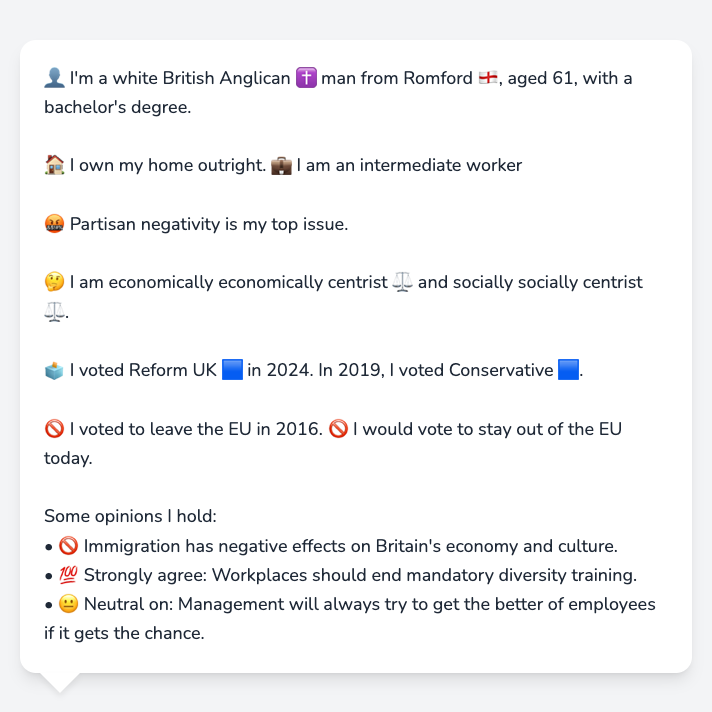 👤 I'm a white British Anglican ✝️ man from Romford 🏴󠁧󠁢󠁥󠁮󠁧󠁿, aged 61, with a
bachelor's degree.
🏠 I own my home outright. 💼 I am an intermediate worker
🤬 Partisan negativity is my top issue.
🤔 I am economically economically centrist ⚖️ and socially socially centrist
⚖️.
🗳️ I voted Reform UK 🟦 in 2024. In 2019, I voted Conservative 🟦.
🚫 I voted to leave the EU in 2016. 🚫 I would vote to stay out of the EU
today.
Some opinions I hold:
• 🚫 Immigration has negative effects on Britain's economy and culture.
• 💯 Strongly agree: Workplaces should end mandatory diversity training.
• 😐 Neutral on: Management will always try to get the better of employees
if it gets the chance.